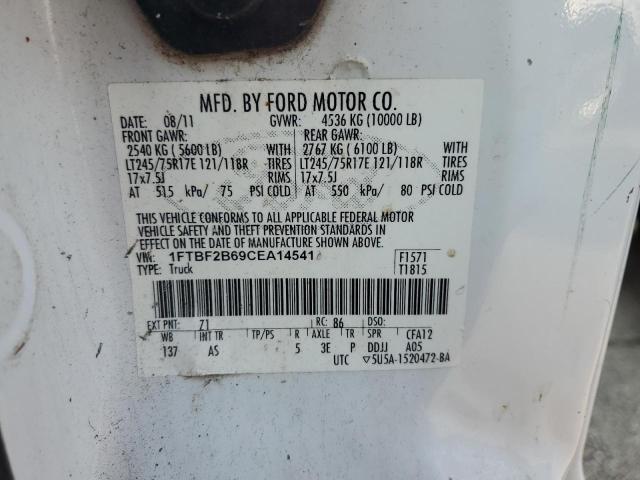 MFD. BY FORD MOTOR CO.
DATE: 08/11 GVWR: 4536 KG (10000 LB)
FRONT GAWR: REAR GAWR:
2540 KG ( 5600 LB) 2767 KG ( 6100 LB)
LT245/75R17E 121/118R TIRES LT245/75R17E 121/118R TIRES
17x7.5J RIMS 17x7.5J RIMS
AT 515 kPa/ 75 PSI COLD AT 550 kPa/ 80 PSI COLD
THIS VEHICLE CONFORMS TO ALL APPLICABLE FEDERAL MOTOR
VEHICLE SAFETY AND THEFT PREVENTION STANDARDS IN
EFFECT ON THE DATE OF MANUFACTURE SHOWN ABOVE.
VIN: 1FTBF2B69CEA14541 F1571
TYPE: Truck T1815
EXT PNT: Z1 RC: 86 DSO:
WB INT TR TP/PS R AXLE TR SPR CFA12
137 AS 5 3E P DDJJ A05
UTC ▽5U5A-1520472-BA